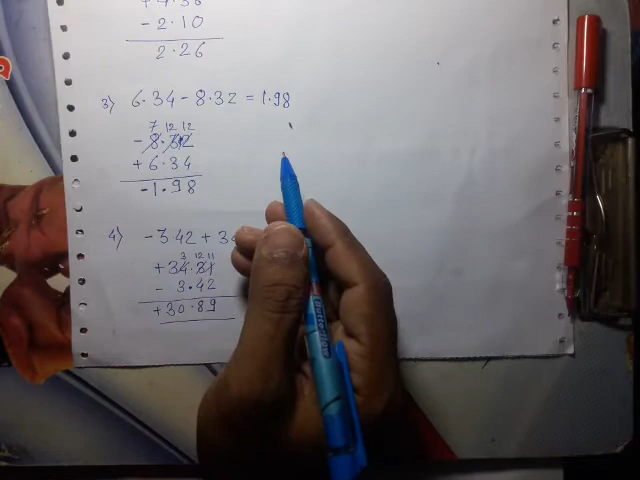 +4.36
- 2.10
2.26
3) 6.34 - 8.32 = 1.98
7 12 12
- 8.32
+ 6.34
-1.98
4) - 3.42 + 3
3 12 11
+ 34.31
- 3.42
+30.89